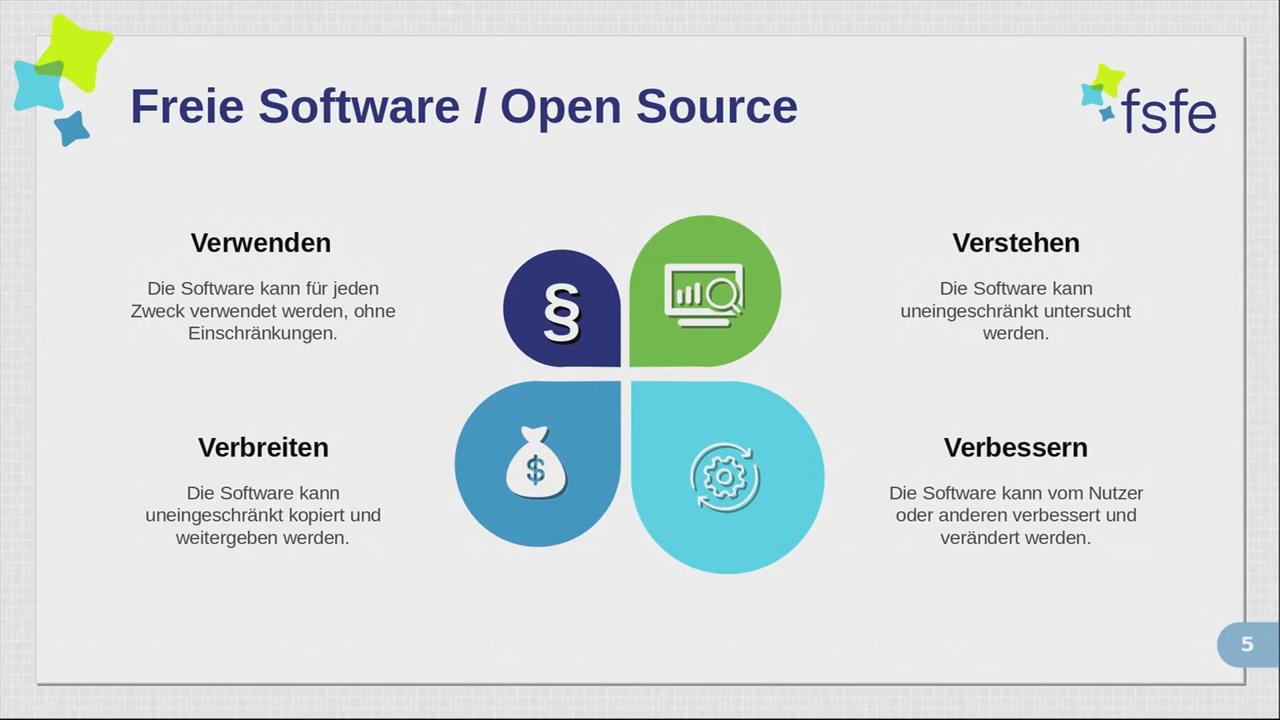 Freie Software / Open Source
fsfe
Verwenden
Die Software kann für jeden
Zweck verwendet werden, ohne
Einschränkungen.
§
Verstehen
Die Software kann
uneingeschränkt untersucht
werden.
Verbreiten
Die Software kann
uneingeschränkt kopiert und
weitergeben werden.
$
Verbessern
Die Software kann vom Nutzer
oder anderen verbessert und
verändert werden.
5